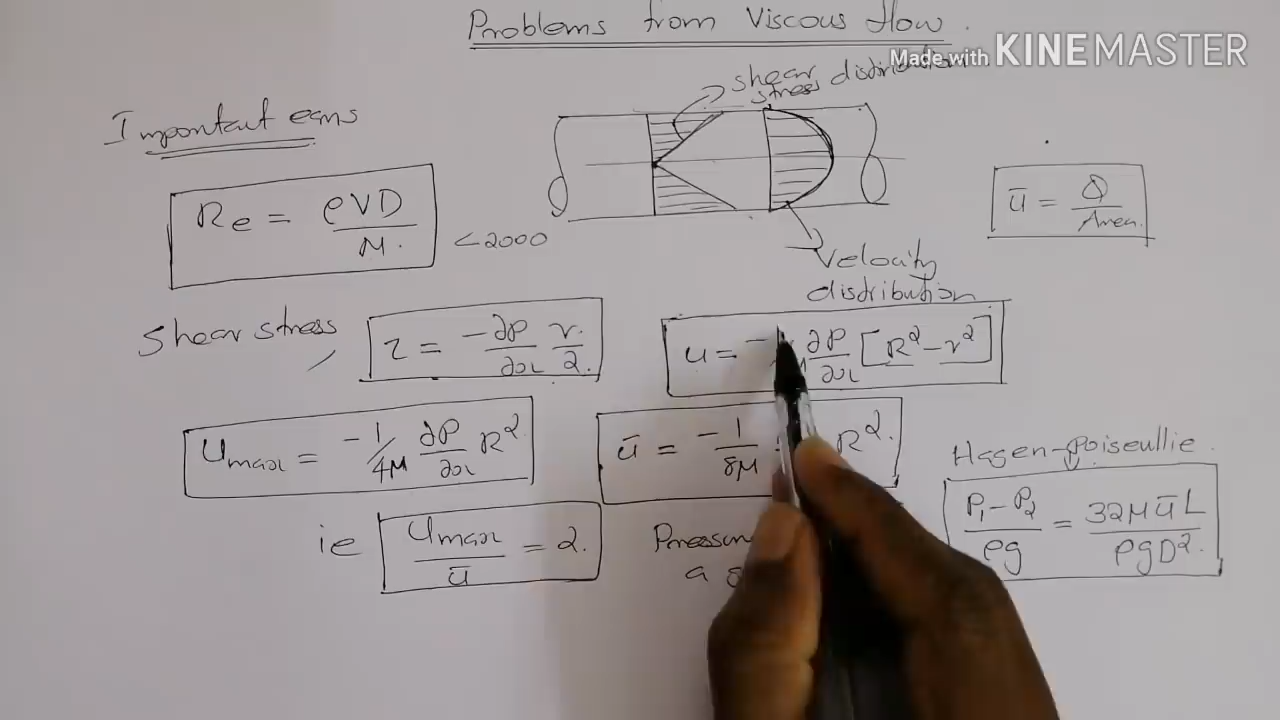 Problems from Viscous flow.
Made with KINEMASTER
shear
stress distribution
Important eqns
Re = ρVD / μ. <2000
ū = Q / Area.
Velocity
distribution
Shear stress τ = -∂P/∂x r/2.
u = - ∂P/∂x [R²-r²]
Umax = -1/4μ ∂P/∂x R²
ū = -1/8μ R².
Hagen-Poiseullie.
P₁-P₂ / ρg = 32μūL / ρgD².
ie Umax / ū = 2.
a